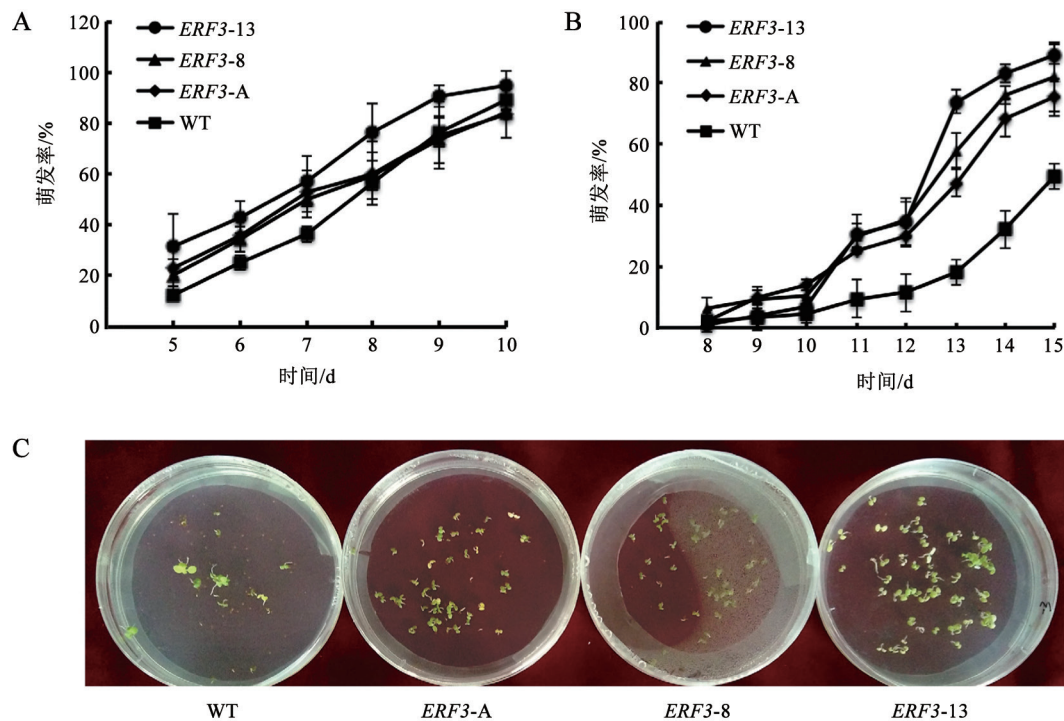 A
ERF3-13
ERF3-8
ERF3-A
WT
萌发率/%
120
100
80
60
40
20
0
5 6 7 8 9 10
时间/d
B
ERF3-13
ERF3-8
ERF3-A
WT
萌发率/%
100
80
60
40
20
0
8 9 10 11 12 13 14 15
时间/d
C
WT ERF3-A ERF3-8 ERF3-13